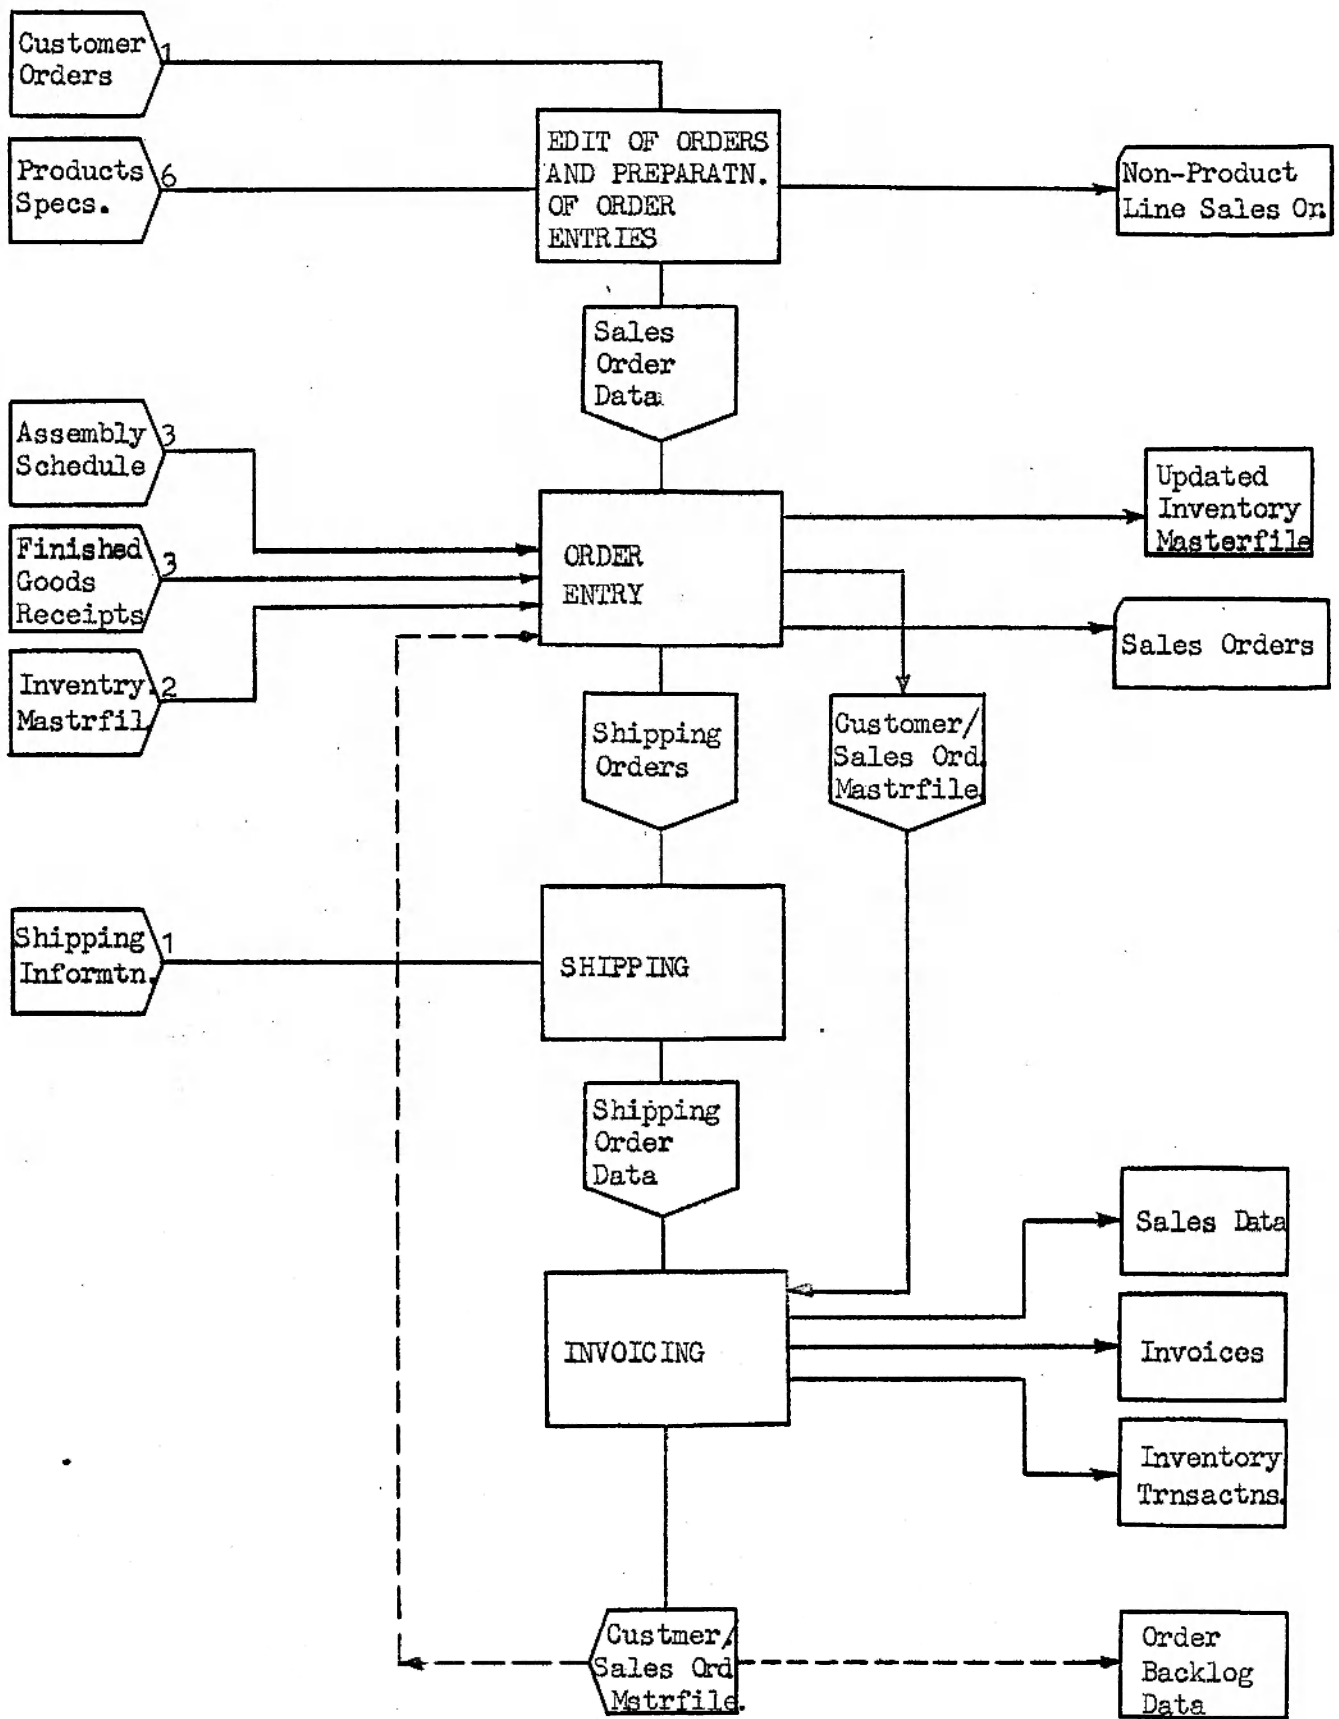 Customer
Orders
1
Products
Specs.
6
EDIT OF ORDERS
AND PREPARATN.
OF ORDER
ENTRIES
Non-Product
Line Sales Or.
Sales
Order
Data
Assembly
Schedule
3
Finished
Goods
Receipts
3
Inventry.
Mastrfil
2
ORDER
ENTRY
Updated
Inventory
Masterfile
Sales Orders
Shipping
Orders
Customer/
Sales Ord.
Mastrfile.
Shipping
Informtn.
1
SHIPPING
Shipping
Order
Data
INVOICING
Sales Data
Invoices
Inventory
Trnsactns.
Custmer/
Sales Ord
Mstrfile.
Order
Backlog
Data